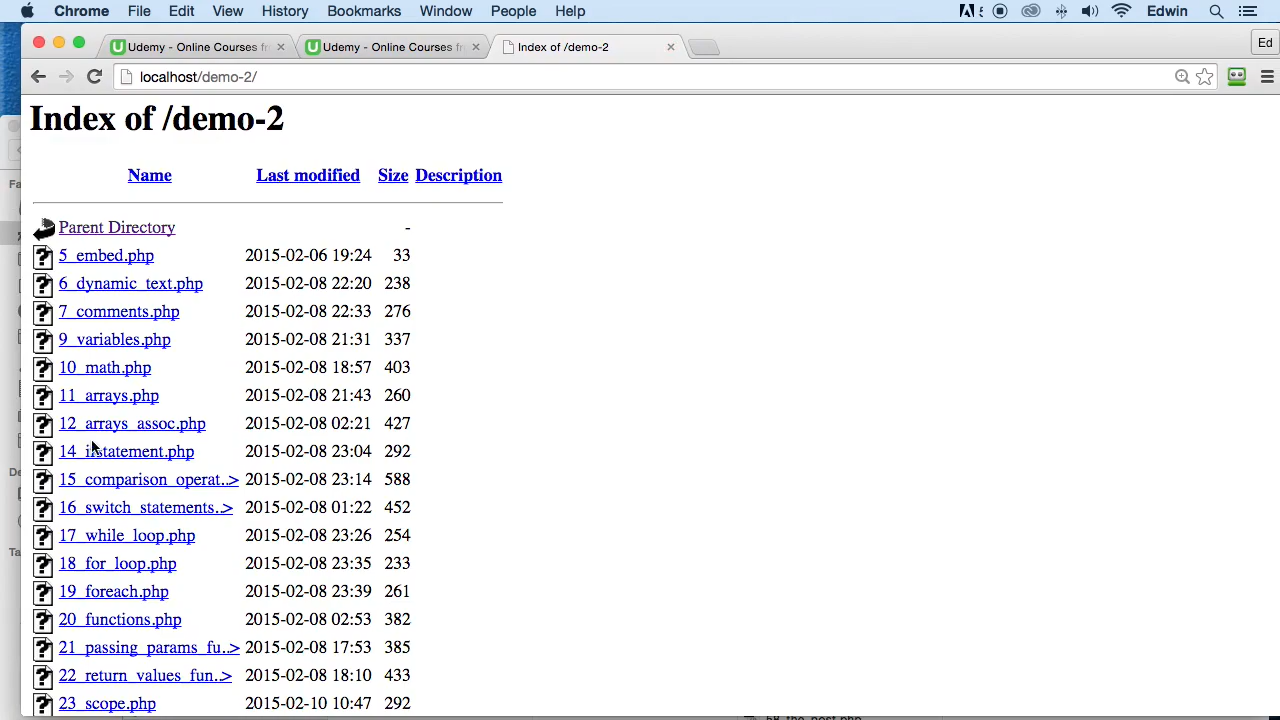 Chrome File Edit View History Bookmarks Window People Help Edwin
Udemy - Online Courses fr Udemy - Online Courses fr Index of /demo-2 Ed
localhost/demo-2/
Index of /demo-2
Name Last modified Size Description
Parent Directory -
5_embed.php 2015-02-06 19:24 33
6_dynamic_text.php 2015-02-08 22:20 238
7_comments.php 2015-02-08 22:33 276
9_variables.php 2015-02-08 21:31 337
10_math.php 2015-02-08 18:57 403
11_arrays.php 2015-02-08 21:43 260
12_arrays_assoc.php 2015-02-08 02:21 427
14_ifstatement.php 2015-02-08 23:04 292
15_comparison_operat..> 2015-02-08 23:14 588
16_switch_statements..> 2015-02-08 01:22 452
17_while_loop.php 2015-02-08 23:26 254
18_for_loop.php 2015-02-08 23:35 233
19_foreach.php 2015-02-08 23:39 261
20_functions.php 2015-02-08 02:53 382
21_passing_params_fu..> 2015-02-08 17:53 385
22_return_values_fun..> 2015-02-08 18:10 433
23_scope.php 2015-02-10 10:47 292